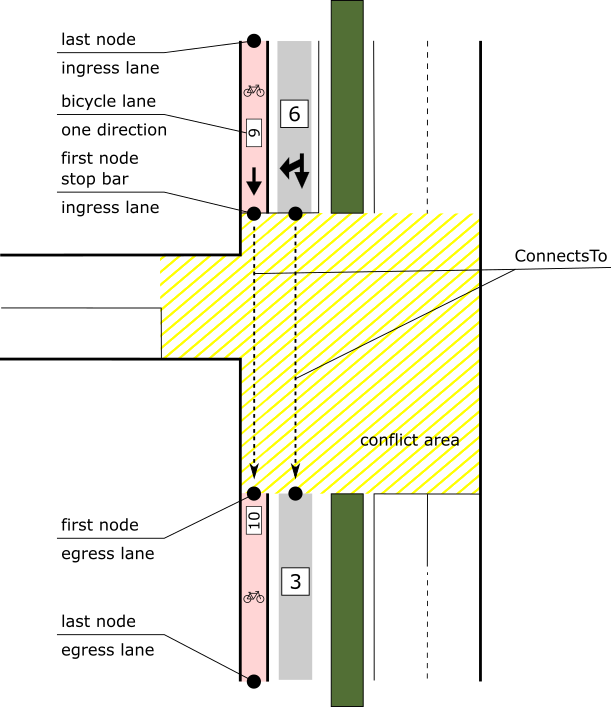 last node
ingress lane
bicycle lane
one direction
9
6
first node
stop bar
ingress lane
ConnectsTo
conflict area
first node
egress lane
10
3
last node
egress lane